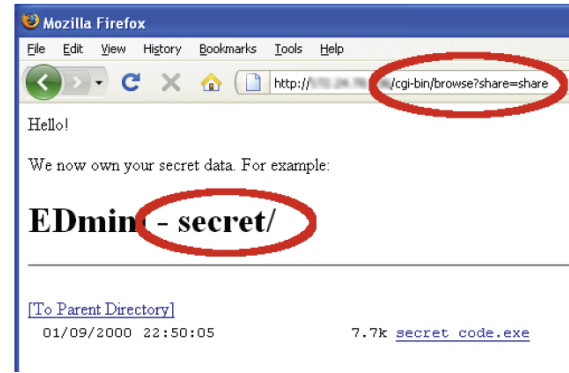 Mozilla Firefox
File Edit View History Bookmarks Tools Help
http:// /cgi-bin/browse?share=share
Hello!
We now own your secret data. For example:
EDmini - secret/
[To Parent Directory]
01/09/2000 22:50:05 7.7k secret code.exe